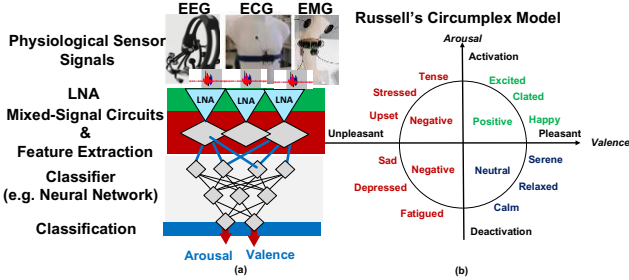 EEG ECG EMG
Physiological Sensor
Signals
LNA
LNA LNA LNA
Mixed-Signal Circuits
&
Feature Extraction
Classifier
(e.g. Neural Network)
Classification
Arousal Valence
(a)
Russell's Circumplex Model
Arousal
Activation
Tense
Excited
Stressed
Clated
Upset
Negative
Positive
Happy
Unpleasant
Pleasant
Valence
Sad
Negative
Neutral
Serene
Depressed
Relaxed
Fatigued
Calm
Deactivation
(b)